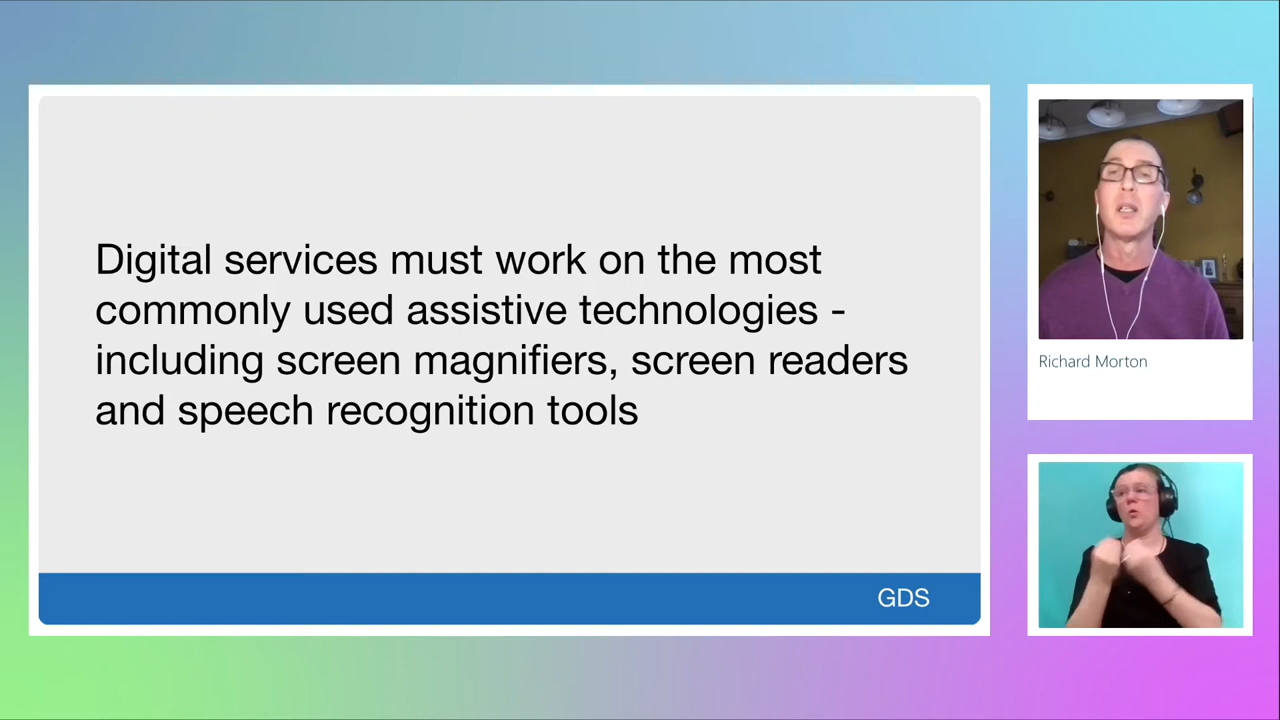 Digital services must work on the most
commonly used assistive technologies -
including screen magnifiers, screen readers
and speech recognition tools
GDS
Richard Morton